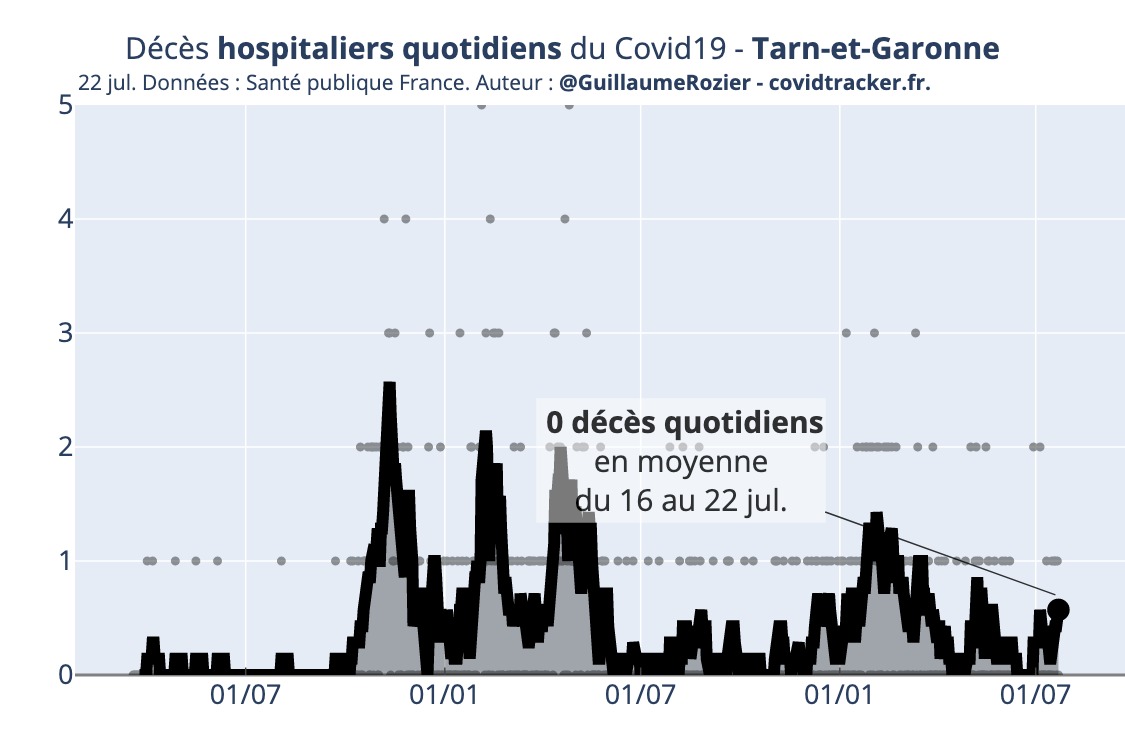 Décès hospitaliers quotidiens du Covid19 - Tarn-et-Garonne
22 jul. Données : Santé publique France. Auteur : @GuillaumeRozier - covidtracker.fr.
5
4
3
2
1
0
0 décès quotidiens
en moyenne
du 16 au 22 jul.
01/07 01/01 01/07 01/01 01/07